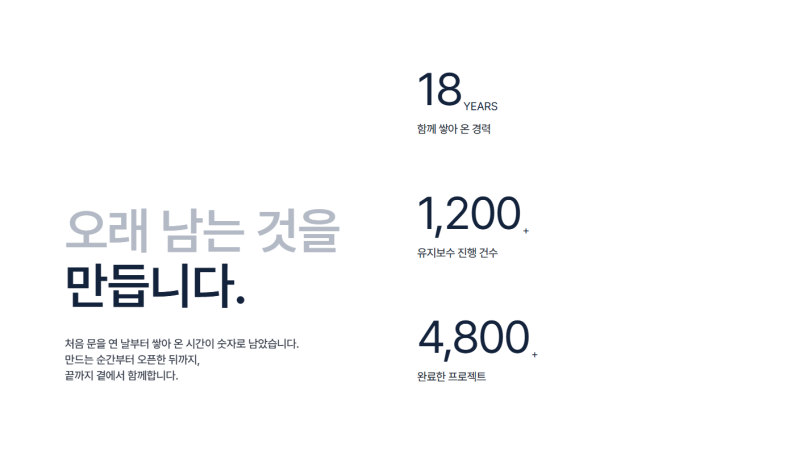 오래 남는 것을
만듭니다.
처음 문을 연 날부터 쌓아 온 시간이 숫자로 남았습니다.
만드는 순간부터 오픈한 뒤까지,
끝까지 곁에서 함께합니다.
18 YEARS
함께 쌓아 온 경력
1,200 +
유지보수 진행 건수
4,800 +
완료한 프로젝트